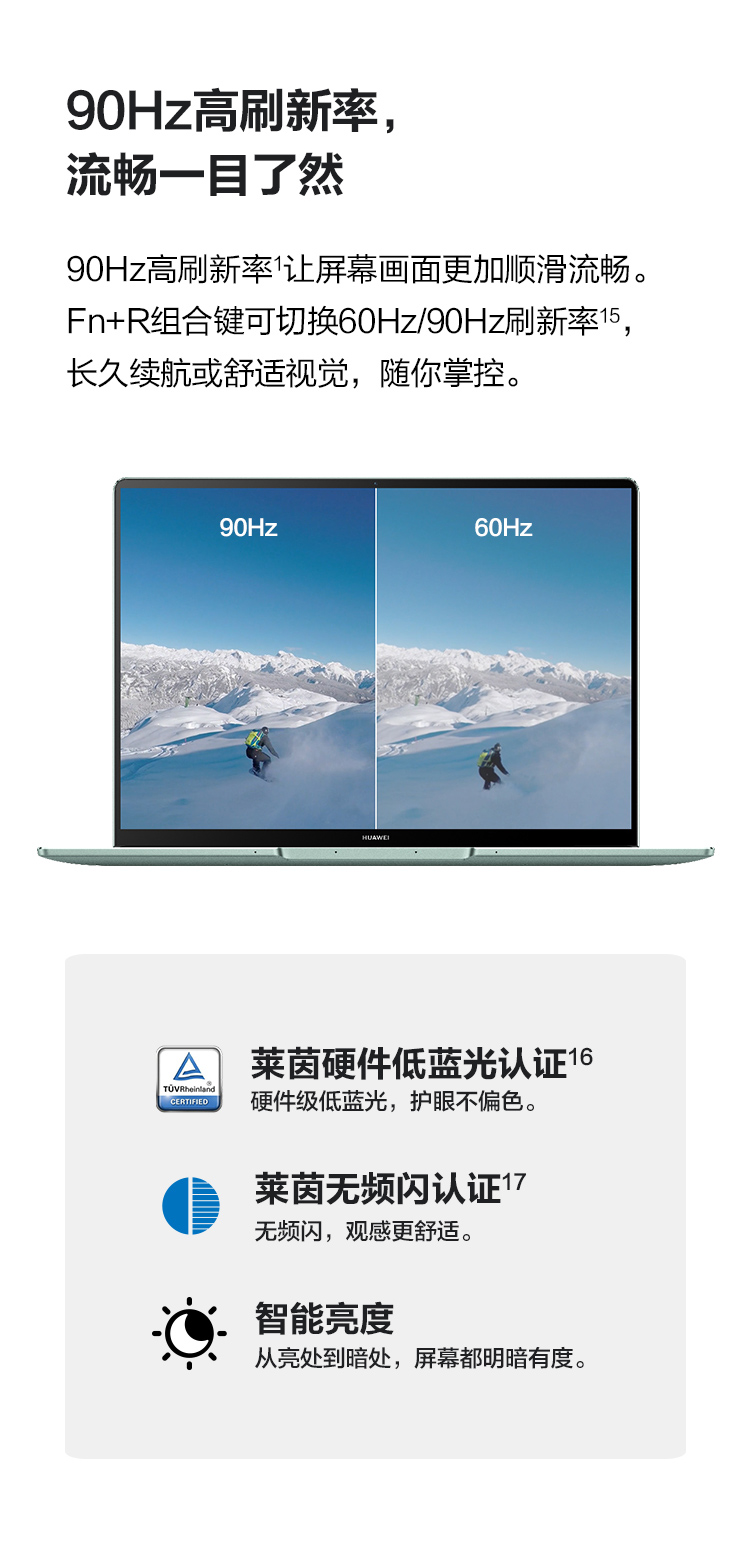 90Hz高刷新率，
流畅一目了然
90Hz高刷新率¹让屏幕画面更加顺滑流畅。
Fn+R组合键可切换60Hz/90Hz刷新率¹⁵，
长久续航或舒适视觉，随你掌控。
90Hz
60Hz
HUAWEI
莱茵硬件低蓝光认证¹⁶
TÜVRheinland®
CERTIFIED
硬件级低蓝光，护眼不偏色。
莱茵无频闪认证¹⁷
无频闪，观感更舒适。
智能亮度
从亮处到暗处，屏幕都明暗有度。